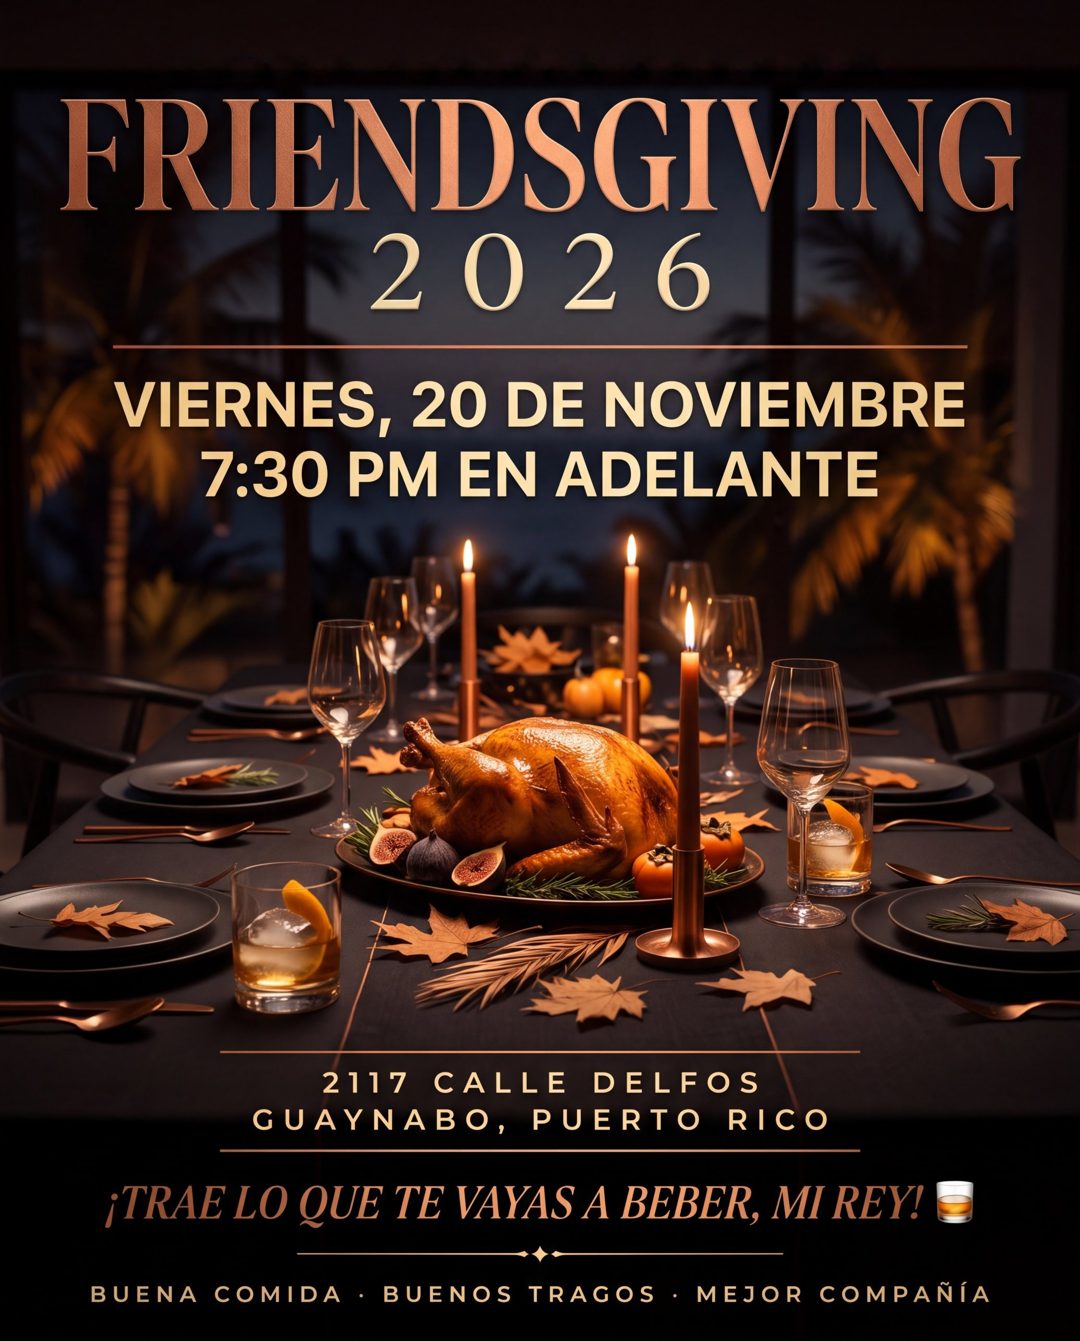 FRIENDSGIVING
2026
VIERNES, 20 DE NOVIEMBRE
7:30 PM EN ADELANTE
2117 CALLE DELFOS
GUAYNABO, PUERTO RICO
¡TRAE LO QUE TE VAYAS A BEBER, MI REY! 🥃
BUENA COMIDA · BUENOS TRAGOS · MEJOR COMPAÑÍA